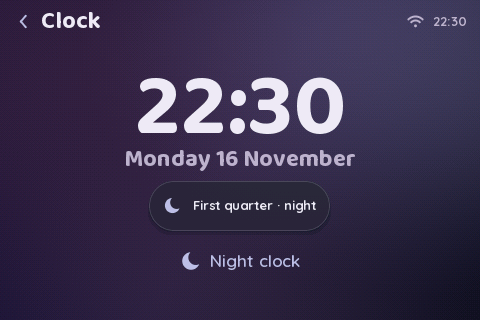 Clock
22:30
22:30
Monday 16 November
First quarter · night
Night clock